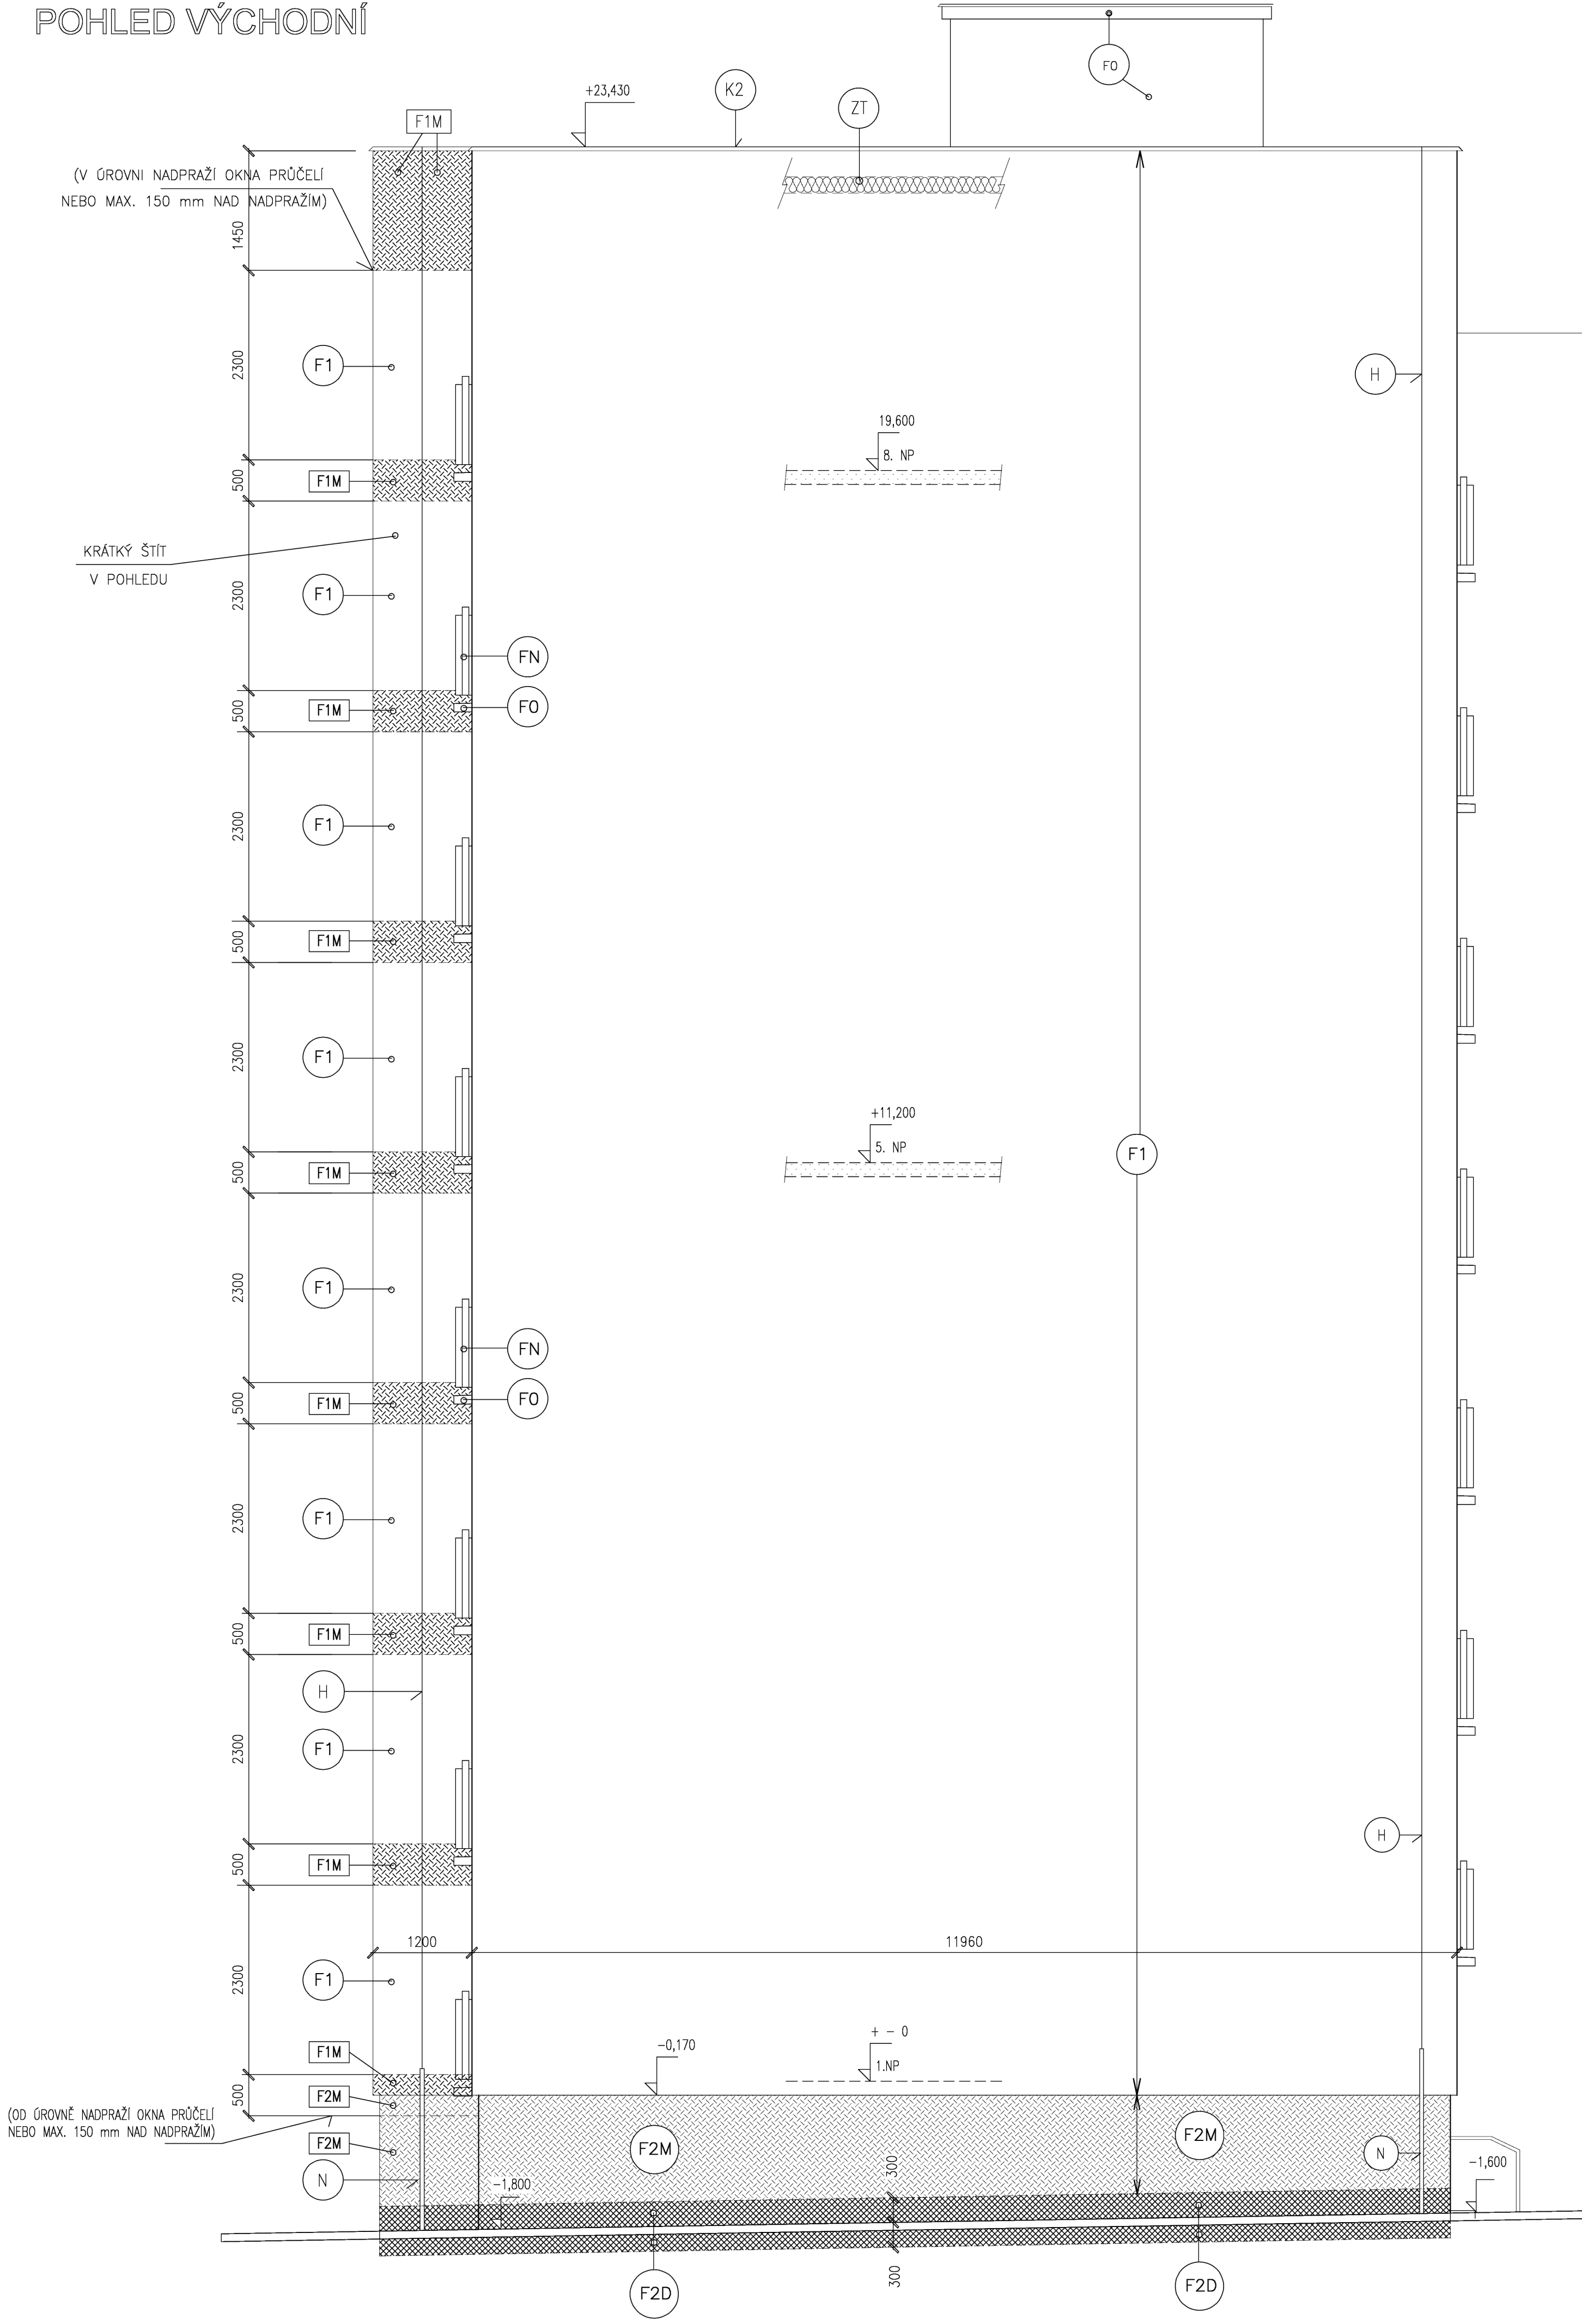 POHLED VÝCHODNÍ
F0
+23,430
K2
ZT
F1M
(V ÚROVNI NADPRAŽÍ OKNA PRŮČELÍ
NEBO MAX. 150 mm NAD NADPRAŽÍM)
1450
2300
F1
H
19,600
8. NP
500
F1M
KRÁTKÝ ŠTÍT
V POHLEDU
2300
F1
FN
500
F1M
F0
2300
F1
500
F1M
2300
F1
+11,200
5. NP
F1
500
F1M
2300
F1
FN
500
F1M
F0
2300
F1
500
F1M
H
2300
F1
H
500
F1M
1200
11960
2300
F1
+ - 0
-0,170
1.NP
F1M
500
F2M
(OD ÚROVNĚ NADPRAŽÍ OKNA PRŮČELÍ
NEBO MAX. 150 mm NAD NADPRAŽÍM)
F2M
F2M
F2M
N
N
-1,800
300
-1,600
300
F2D
F2D